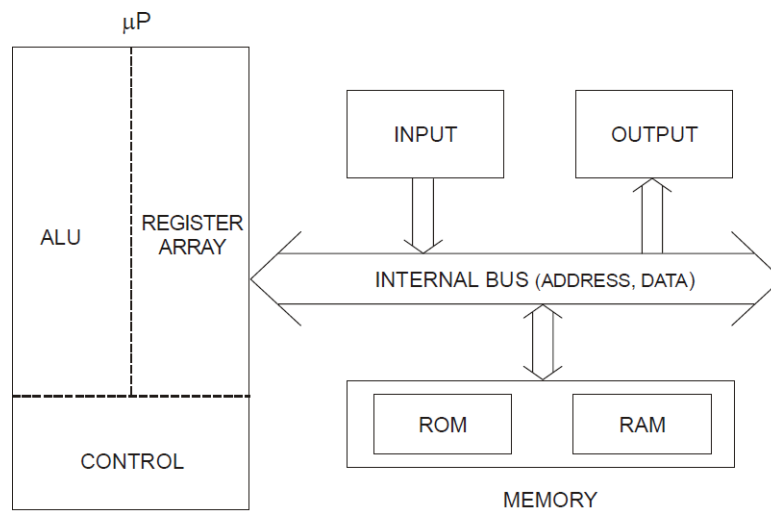 μP
INPUT
OUTPUT
ALU
REGISTER
ARRAY
INTERNAL BUS (ADDRESS, DATA)
ROM
RAM
CONTROL
MEMORY